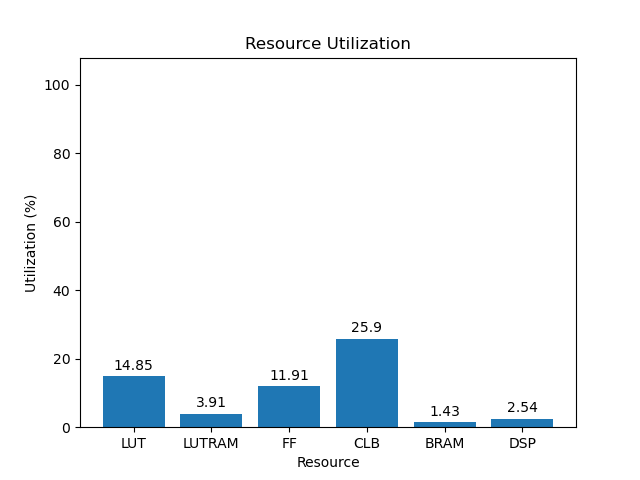 Resource Utilization
100
80
60
40
20
0
Utilization (%)
14.85
3.91
11.91
25.9
1.43
2.54
LUT
LUTRAM
FF
CLB
BRAM
DSP
Resource